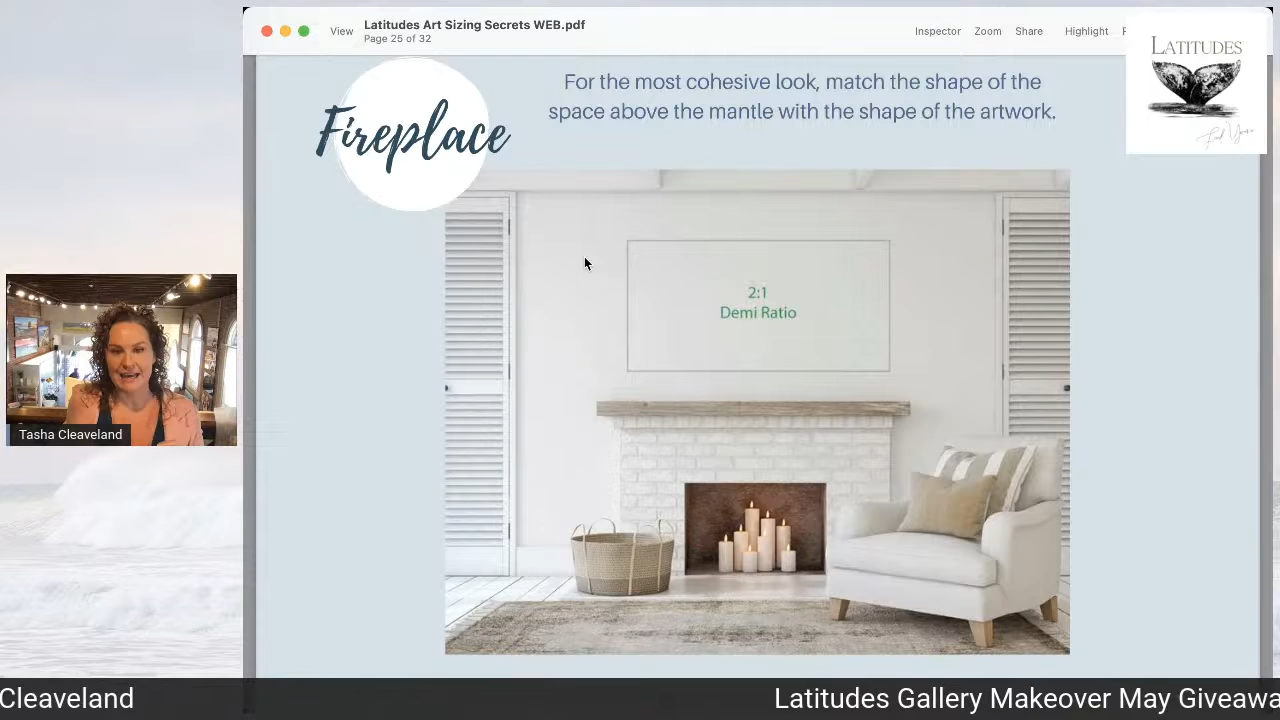 View
Latitudes Art Sizing Secrets WEB.pdf
Page 25 of 32
Inspector
Zoom
Share
Highlight
LATITUDES
Fireplace
For the most cohesive look, match the shape of the
space above the mantle with the shape of the artwork.
2:1
Demi Ratio
Tasha Cleaveland
Cleaveland
Latitudes Gallery Makeover May Giveawa